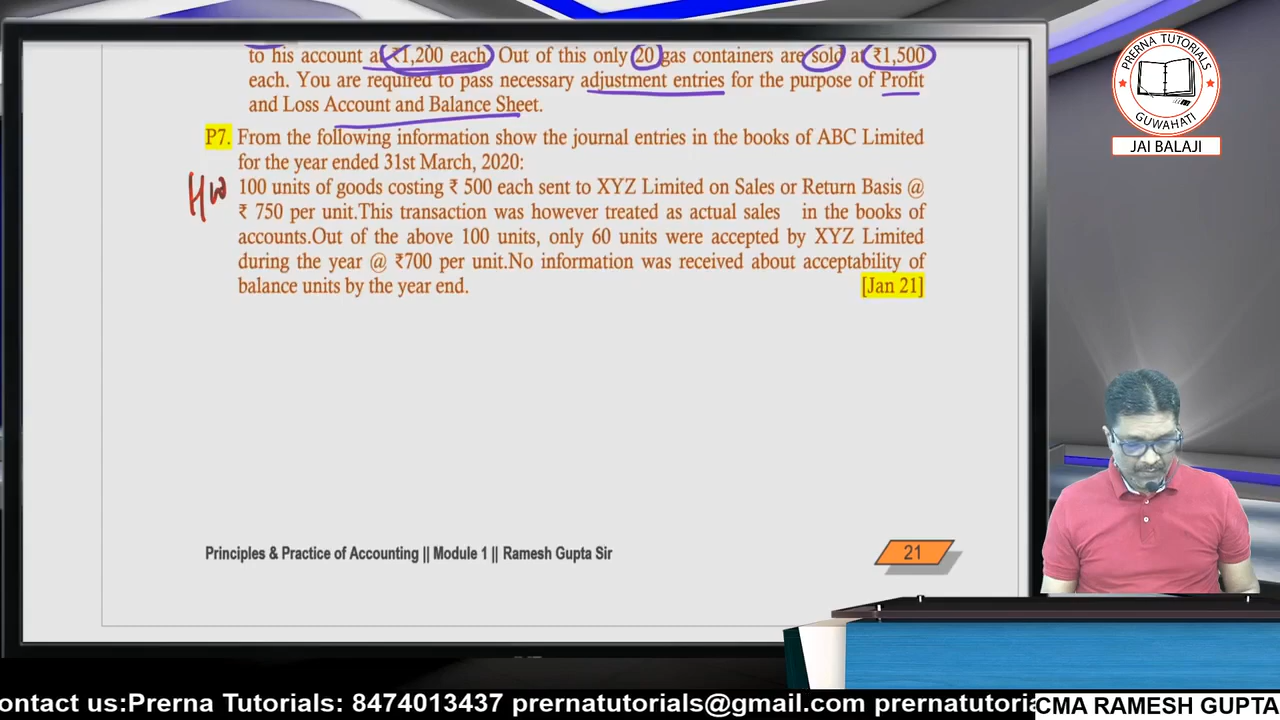 to his account at ₹1,200 each. Out of this only 20 gas containers are sold at ₹1,500
each. You are required to pass necessary adjustment entries for the purpose of Profit
and Loss Account and Balance Sheet.
P7. From the following information show the journal entries in the books of ABC Limited
for the year ended 31st March, 2020:
HW
100 units of goods costing ₹ 500 each sent to XYZ Limited on Sales or Return Basis @
₹ 750 per unit.This transaction was however treated as actual sales in the books of
accounts.Out of the above 100 units, only 60 units were accepted by XYZ Limited
during the year @ ₹700 per unit.No information was received about acceptability of
balance units by the year end. [Jan 21]
Principles & Practice of Accounting || Module 1 || Ramesh Gupta Sir
21
PRERNA TUTORIALS
GUWAHATI
JAI BALAJI
ontact us:Prerna Tutorials: 8474013437 prernatutorials@gmail.com prernatutoria
CMA RAMESH GUPTA